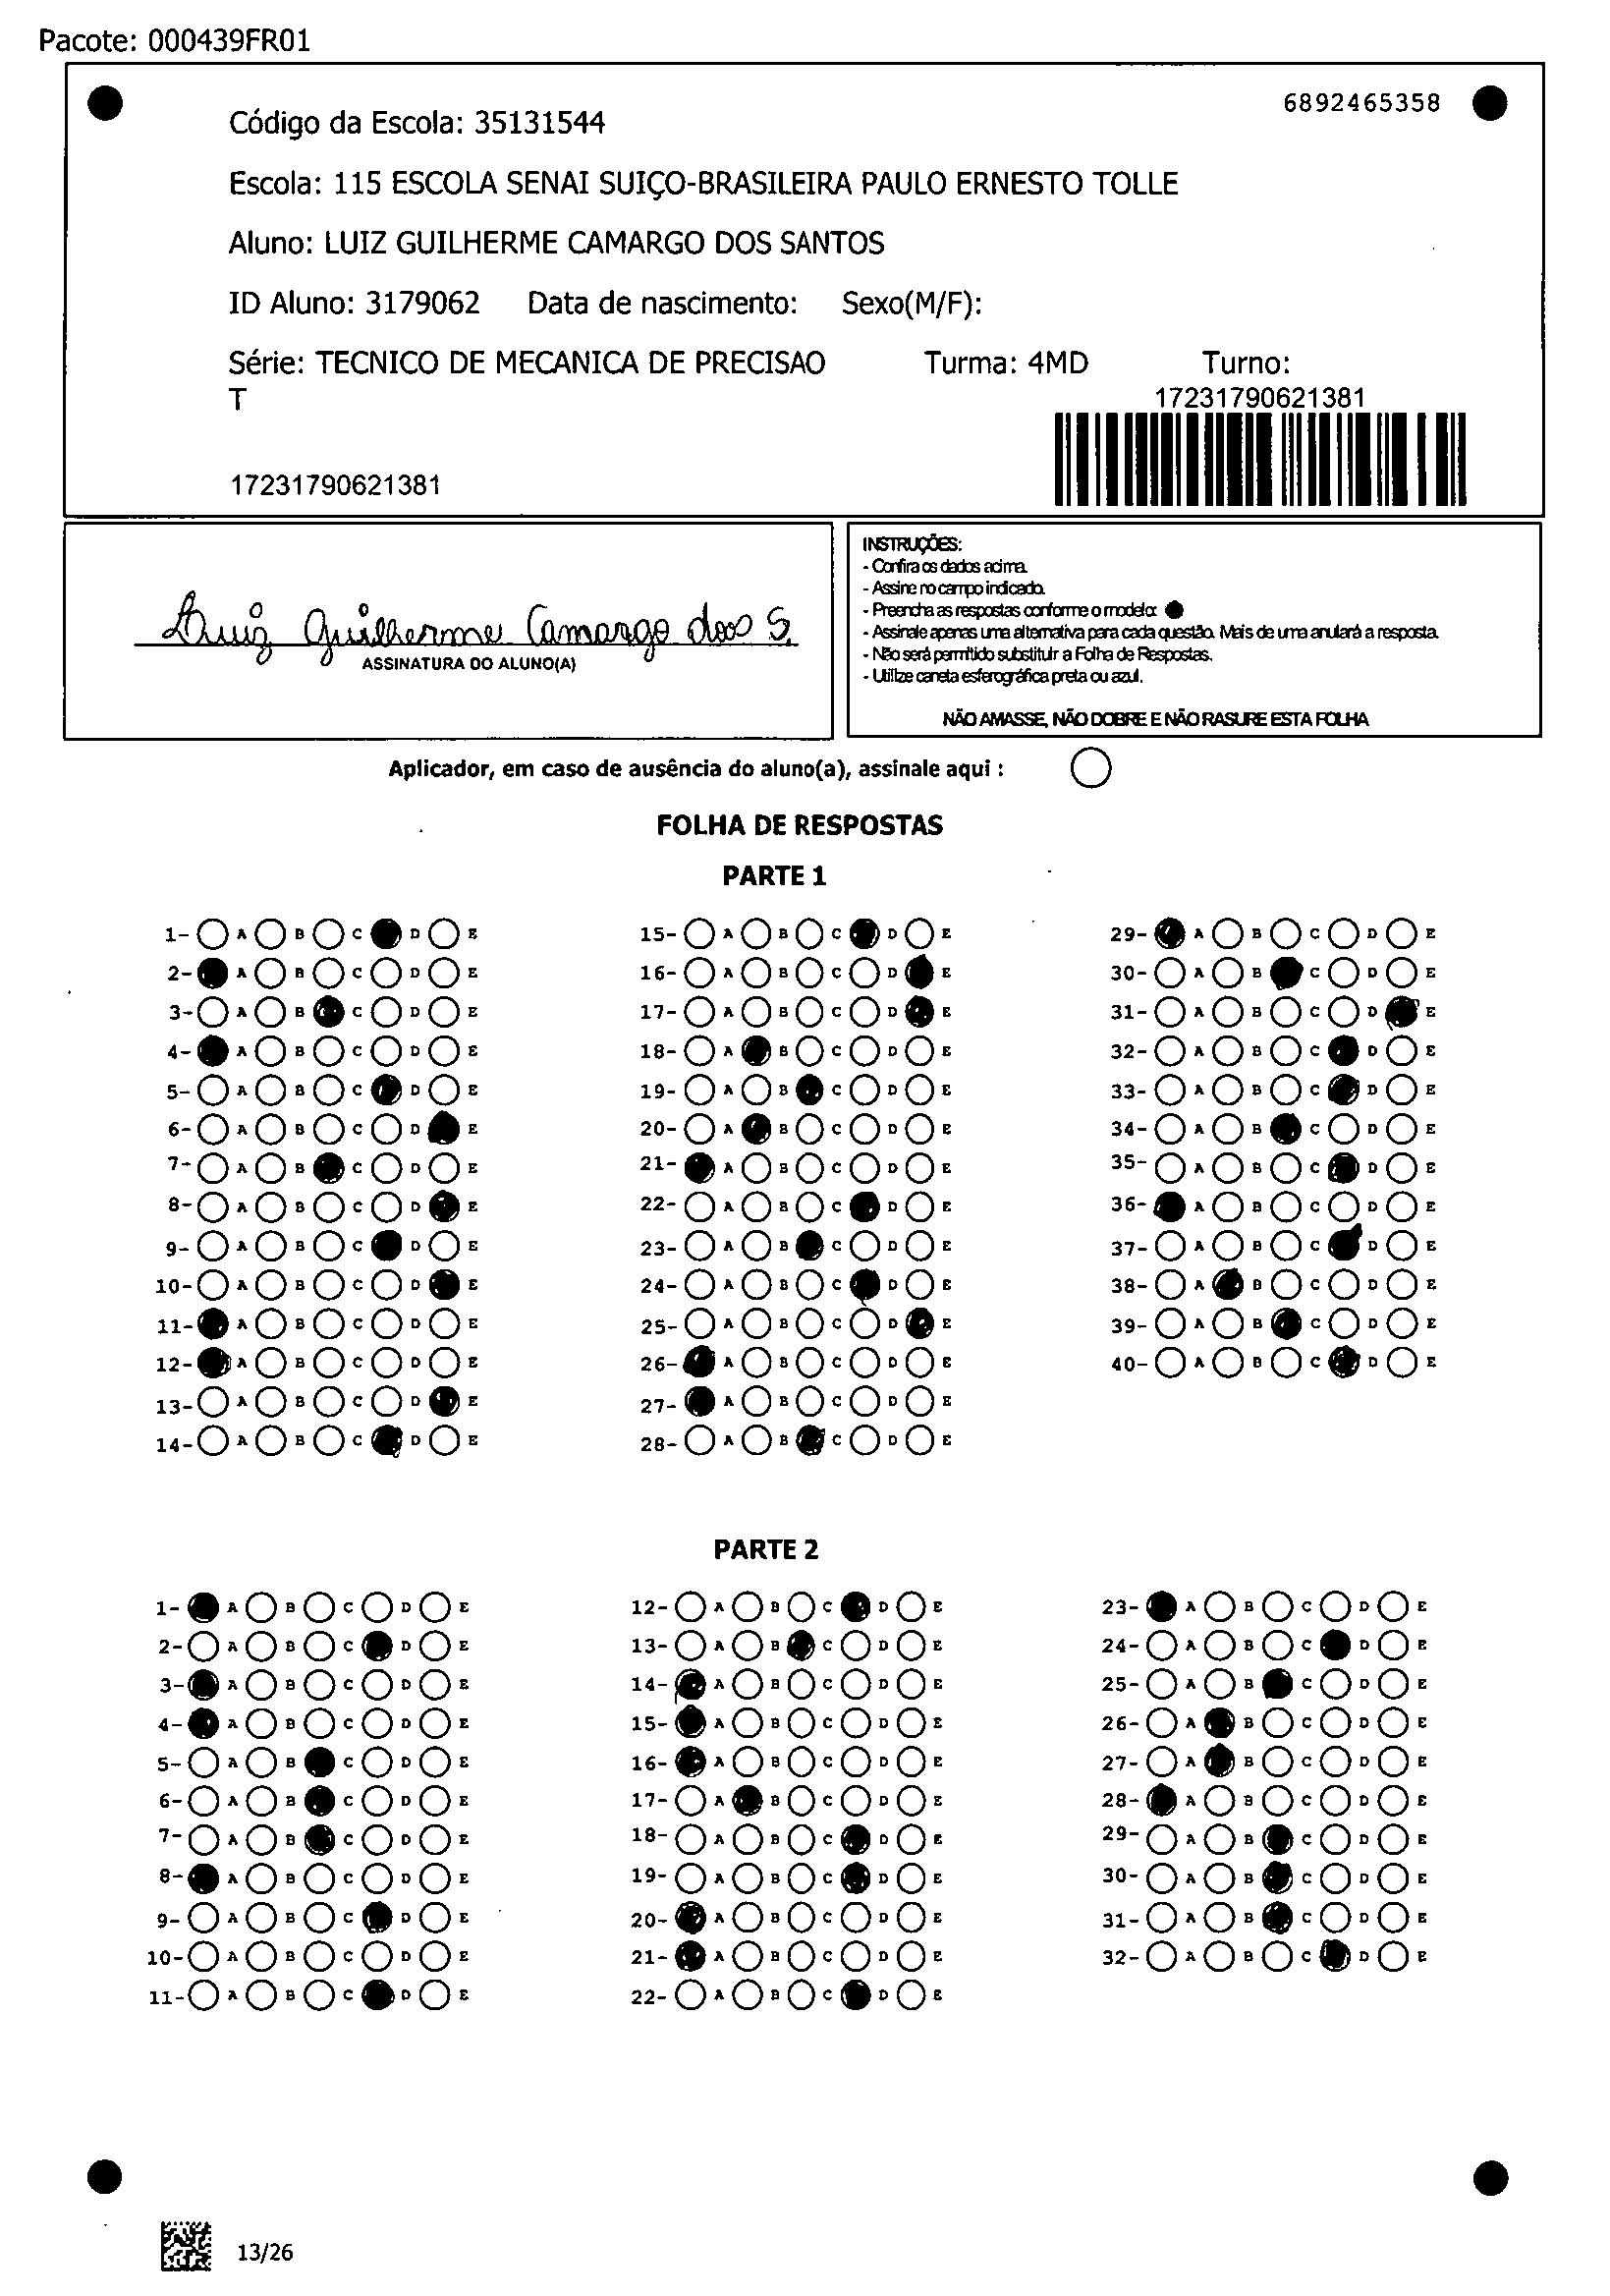 Pacote: 000439FR01
6892465358
Código da Escola: 35131544
Escola: 115 ESCOLA SENAI SUIÇO-BRASILEIRA PAULO ERNESTO TOLLE
Aluno: LUIZ GUILHERME CAMARGO DOS SANTOS
ID Aluno: 3179062 Data de nascimento: Sexo(M/F):
Série: TECNICO DE MECANICA DE PRECISAO Turma: 4MD Turno:
T
17231790621381
17231790621381
Luiz Guilherme Camargo dos S.
ASSINATURA DO ALUNO(A)
INSTRUÇÕES:
- Confira os dados acima.
- Assine no campo indicado.
- Preencha as respostas conforme o modelo:
- Assinale apenas uma alternativa para cada questão. Mais de uma anulará a resposta.
- Não será permitido substituir a Folha de Respostas.
- Utilize caneta esferográfica preta ou azul.
NÃO AMASSE, NÃO DOBRE E NÃO RASURE ESTA FOLHA
Aplicador, em caso de ausência do aluno(a), assinale aqui :
FOLHA DE RESPOSTAS
PARTE 1
1- A B C D E 15- A B C D E 29- A B C D E
2- A B C D E 16- A B C D E 30- A B C D E
3- A B C D E 17- A B C D E 31- A B C D E
4- A B C D E 18- A B C D E 32- A B C D E
5- A B C D E 19- A B C D E 33- A B C D E
6- A B C D E 20- A B C D E 34- A B C D E
7- A B C D E 21- A B C D E 35- A B C D E
8- A B C D E 22- A B C D E 36- A B C D E
9- A B C D E 23- A B C D E 37- A B C D E
10- A B C D E 24- A B C D E 38- A B C D E
11- A B C D E 25- A B C D E 39- A B C D E
12- A B C D E 26- A B C D E 40- A B C D E
13- A B C D E 27- A B C D E
14- A B C D E 28- A B C D E
PARTE 2
1- A B C D E 12- A B C D E 23- A B C D E
2- A B C D E 13- A B C D E 24- A B C D E
3- A B C D E 14- A B C D E 25- A B C D E
4- A B C D E 15- A B C D E 26- A B C D E
5- A B C D E 16- A B C D E 27- A B C D E
6- A B C D E 17- A B C D E 28- A B C D E
7- A B C D E 18- A B C D E 29- A B C D E
8- A B C D E 19- A B C D E 30- A B C D E
9- A B C D E 20- A B C D E 31- A B C D E
10- A B C D E 21- A B C D E 32- A B C D E
11- A B C D E 22- A B C D E
13/26